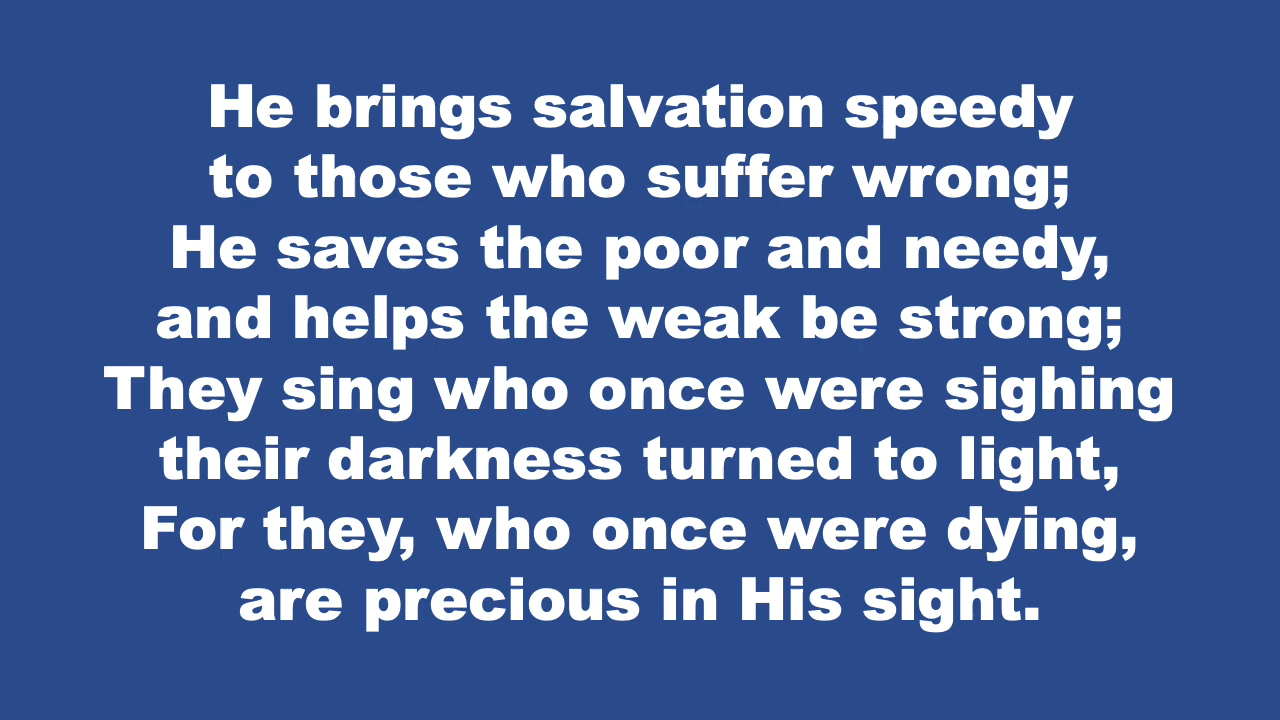 He brings salvation speedy
to those who suffer wrong;
He saves the poor and needy,
and helps the weak be strong;
They sing who once were sighing
their darkness turned to light,
For they, who once were dying,
are precious in His sight.